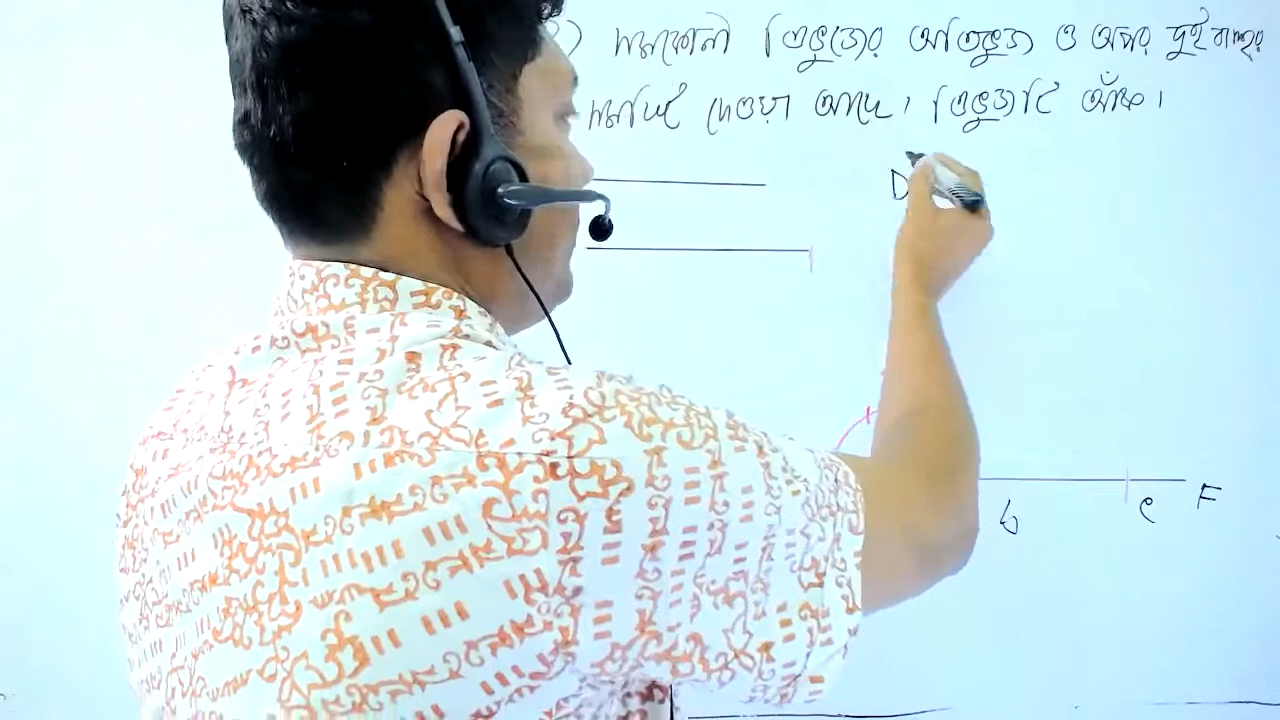 সমকোণী ত্রিভুজের অতিভুজ ও অপর দুই বাহুর
সমষ্টি দেওয়া আছে। ত্রিভুজটি আঁক।
D
b
c
F